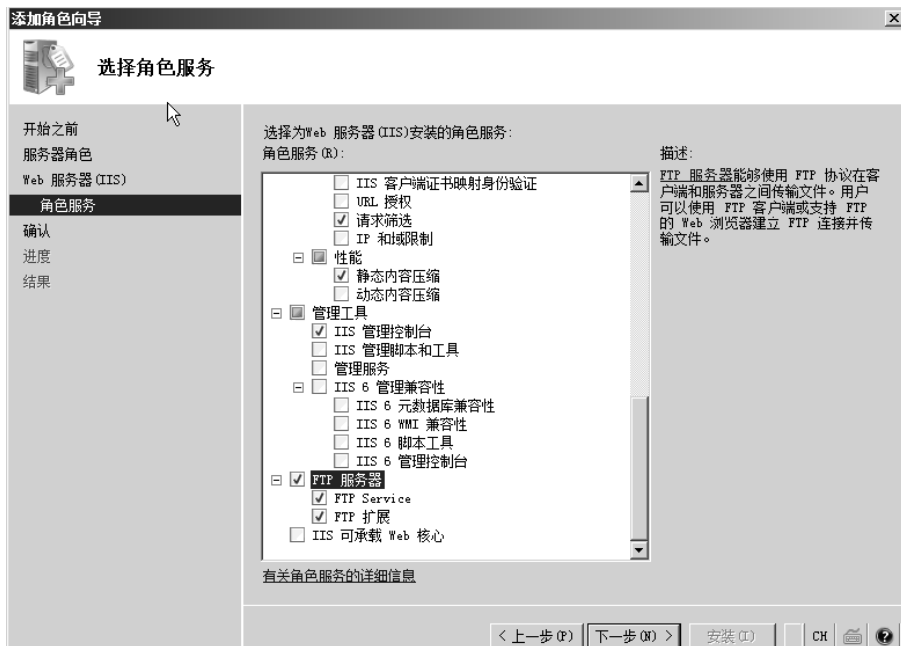 添加角色向导
选择角色服务
开始之前
服务器角色
Web 服务器(IIS)
角色服务
确认
进度
结果
选择为Web 服务器(IIS)安装的角色服务:
角色服务(R):
IIS 客户端证书映射身份验证
URL 授权
请求筛选
IP 和域限制
性能
静态内容压缩
动态内容压缩
管理工具
IIS 管理控制台
IIS 管理脚本和工具
管理服务
IIS 6 管理兼容性
IIS 6 元数据库兼容性
IIS 6 WMI 兼容性
IIS 6 脚本工具
IIS 6 管理控制台
FTP 服务器
FTP Service
FTP 扩展
IIS 可承载 Web 核心
有关角色服务的详细信息
描述:
FTP 服务器能够使用 FTP 协议在客
户端和服务器之间传输文件。用户
可以使用 FTP 客户端或支持 FTP
的 Web 浏览器建立 FTP 连接并传
输文件。
< 上一步(P)
下一步(N) >
安装(I)
CH